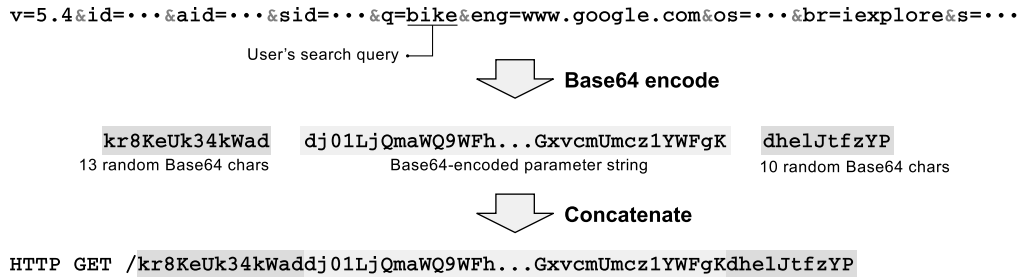 v=5.4&id=···&aid=···&sid=···&q=bike&eng=www.google.com&os=···&br=iexplore&s=···
User's search query
Base64 encode
kr8KeUk34kWad dj01LjQmaWQ9WFh...GxvcmUmcz1YWFgK dhelJtfzYP
13 random Base64 chars Base64-encoded parameter string 10 random Base64 chars
Concatenate
HTTP GET /kr8KeUk34kWaddj01LjQmaWQ9WFh...GxvcmUmcz1YWFgKdhelJtfzYP